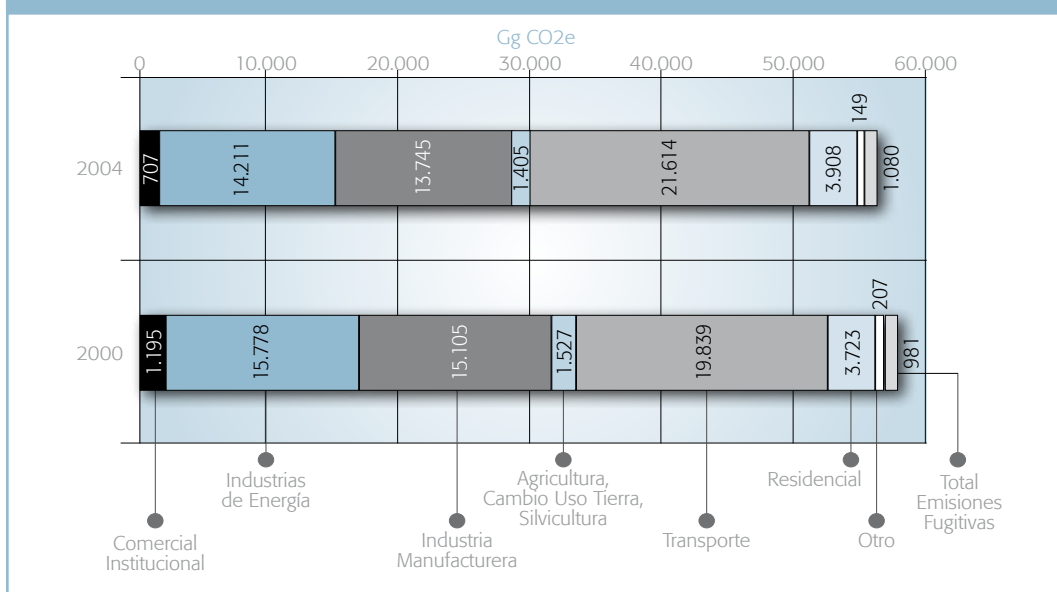 Gg CO2e
0 10.000 20.000 30.000 40.000 50.000 60.000
2004
707 14.211 13.745 1.405 21.614 3.908 149 1.080
2000
1.195 15.778 15.105 1.527 19.839 3.723 207 981
Comercial
Institucional
Industrias
de Energía
Industria
Manufacturera
Agricultura,
Cambio Uso Tierra,
Silvicultura
Transporte
Residencial
Otro
Total
Emisiones
Fugitivas